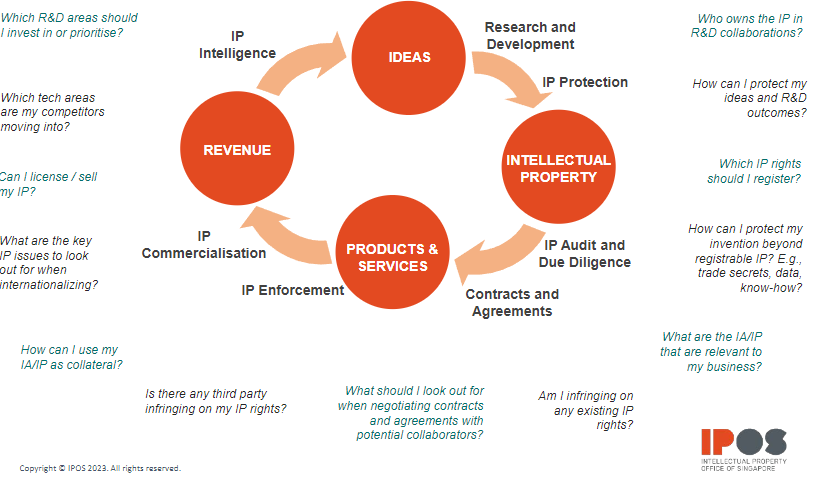 Which R&D areas should
I invest in or prioritise?
IP
Intelligence
IDEAS
Research and
Development
IP Protection
Who owns the IP in
R&D collaborations?
Which tech areas
are my competitors
moving into?
REVENUE
INTELLECTUAL
PROPERTY
How can I protect my
ideas and R&D
outcomes?
Can I license / sell
my IP?
Which IP rights
should I register?
What are the key
IP issues to look
out for when
internationalizing?
IP
Commercialisation
IP Enforcement
PRODUCTS &
SERVICES
IP Audit and
Due Diligence
Contracts and
Agreements
How can I protect my
invention beyond
registrable IP? E.g.,
trade secrets, data,
know-how?
How can I use my
IA/IP as collateral?
Is there any third party
infringing on my IP rights?
What should I look out for
when negotiating contracts
and agreements with
potential collaborators?
Am I infringing on
any existing IP
rights?
What are the IA/IP
that are relevant to
my business?
IPOS
INTELLECTUAL PROPERTY
OFFICE OF SINGAPORE
Copyright © IPOS 2023. All rights reserved.